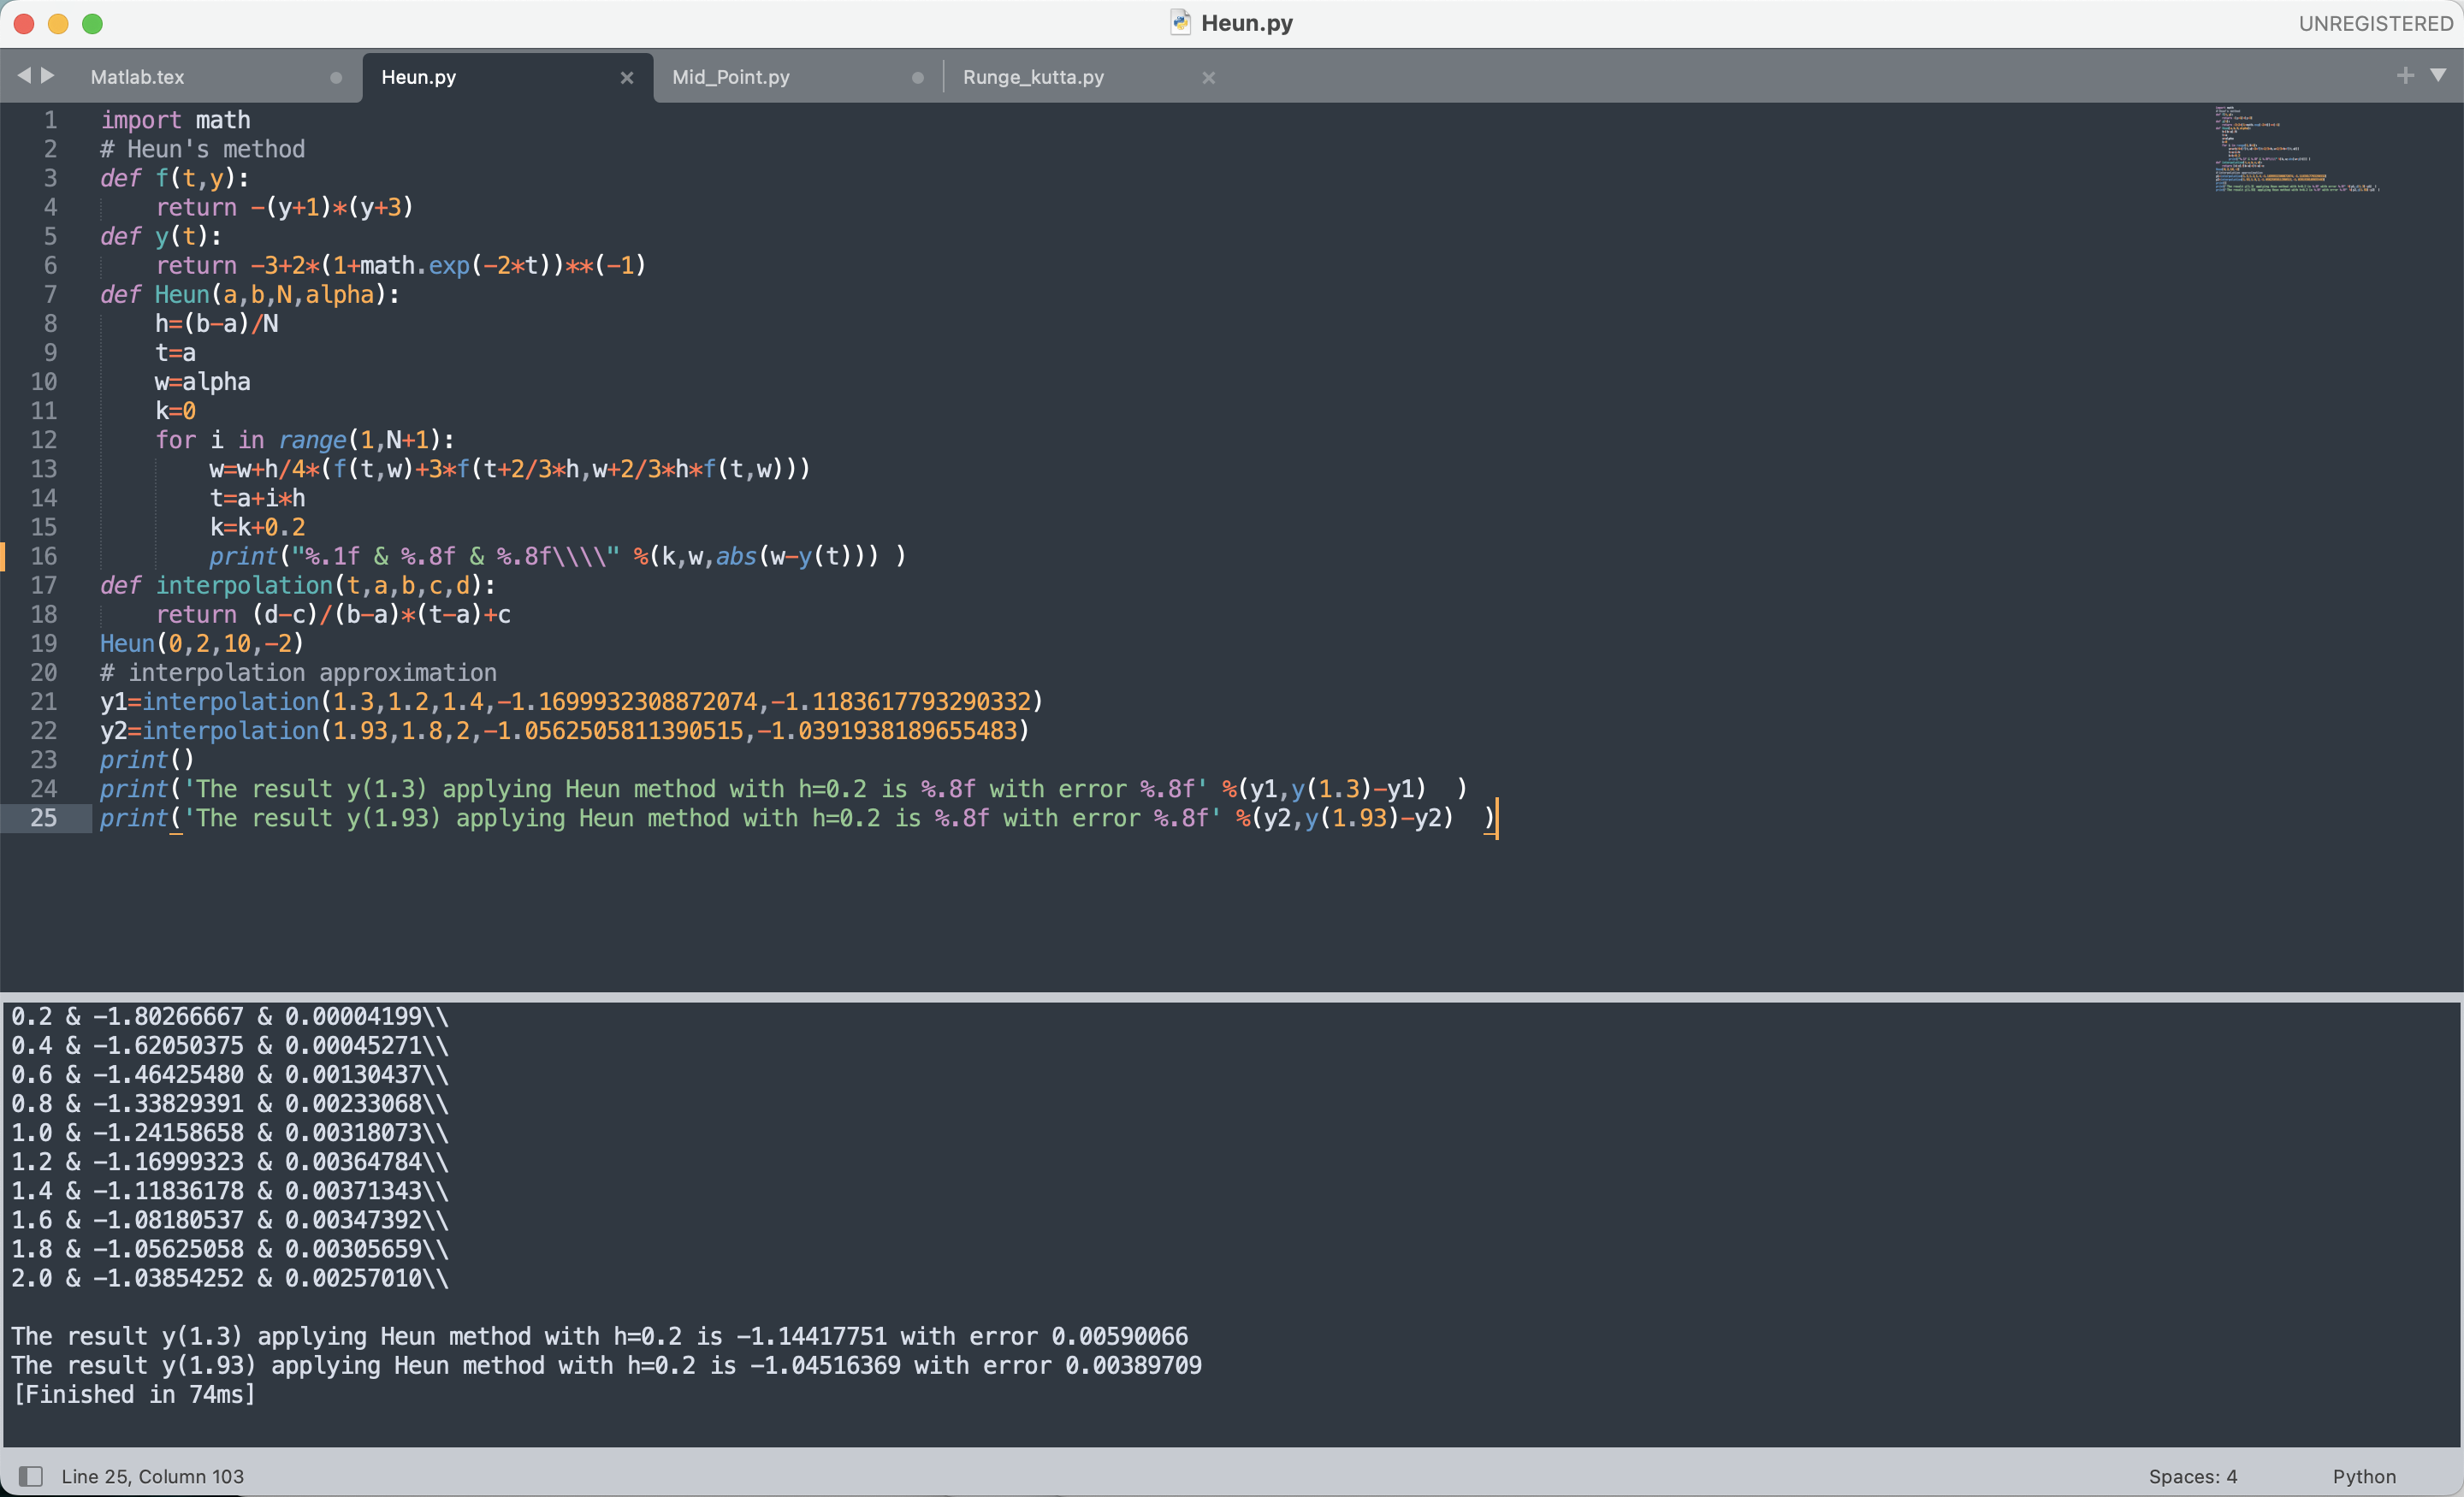 Heun.py
UNREGISTERED
Matlab.tex
Heun.py
Mid_Point.py
Runge_kutta.py
1 import math
2 # Heun's method
3 def f(t,y):
4     return -(y+1)*(y+3)
5 def y(t):
6     return -3+2*(1+math.exp(-2*t))**(-1)
7 def Heun(a,b,N,alpha):
8     h=(b-a)/N
9     t=a
10     w=alpha
11     k=0
12     for i in range(1,N+1):
13         w=w+h/4*(f(t,w)+3*f(t+2/3*h,w+2/3*h*f(t,w)))
14         t=a+i*h
15         k=k+0.2
16         print("%.1f & %.8f & %.8f\\\\" %(k,w,abs(w-y(t))) )
17 def interpolation(t,a,b,c,d):
18     return (d-c)/(b-a)*(t-a)+c
19 Heun(0,2,10,-2)
20 # interpolation approximation
21 y1=interpolation(1.3,1.2,1.4,-1.1699932308872074,-1.1183617793290332)
22 y2=interpolation(1.93,1.8,2,-1.0562505811390515,-1.0391938189655483)
23 print()
24 print('The result y(1.3) applying Heun method with h=0.2 is %.8f with error %.8f' %(y1,y(1.3)-y1)  )
25 print('The result y(1.93) applying Heun method with h=0.2 is %.8f with error %.8f' %(y2,y(1.93)-y2)  )
0.2 & -1.80266667 & 0.00004199\\
0.4 & -1.62050375 & 0.00045271\\
0.6 & -1.46425480 & 0.00130437\\
0.8 & -1.33829391 & 0.00233068\\
1.0 & -1.24158658 & 0.00318073\\
1.2 & -1.16999323 & 0.00364784\\
1.4 & -1.11836178 & 0.00371343\\
1.6 & -1.08180537 & 0.00347392\\
1.8 & -1.05625058 & 0.00305659\\
2.0 & -1.03854252 & 0.00257010\\
The result y(1.3) applying Heun method with h=0.2 is -1.14417751 with error 0.00590066
The result y(1.93) applying Heun method with h=0.2 is -1.04516369 with error 0.00389709
[Finished in 74ms]
Line 25, Column 103
Spaces: 4
Python